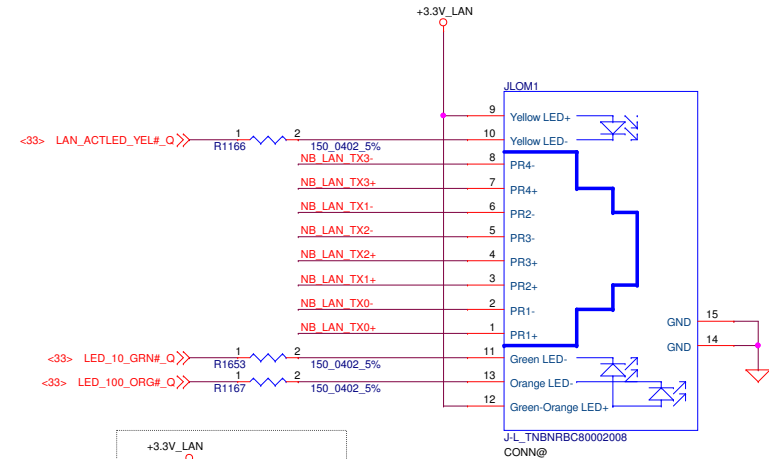 +3.3V_LAN
JLOM1
9 Yellow LED+
<33> LAN_ACTLED_YEL#_Q 1 2 10 Yellow LED-
R1166 150_0402_5%
NB_LAN_TX3- 8 PR4-
NB_LAN_TX3+ 7 PR4+
NB_LAN_TX1- 6 PR2-
NB_LAN_TX2- 5 PR3-
NB_LAN_TX2+ 4 PR3+
NB_LAN_TX1+ 3 PR2+
NB_LAN_TX0- 2 PR1-
NB_LAN_TX0+ 1 PR1+
GND 15
GND 14
<33> LED_10_GRN#_Q 1 2 11 Green LED-
R1653 150_0402_5%
<33> LED_100_ORG#_Q 1 2 13 Orange LED-
R1167 150_0402_5%
12 Green-Orange LED+
J-L_TNBNRBC80002008
CONN@
+3.3V_LAN